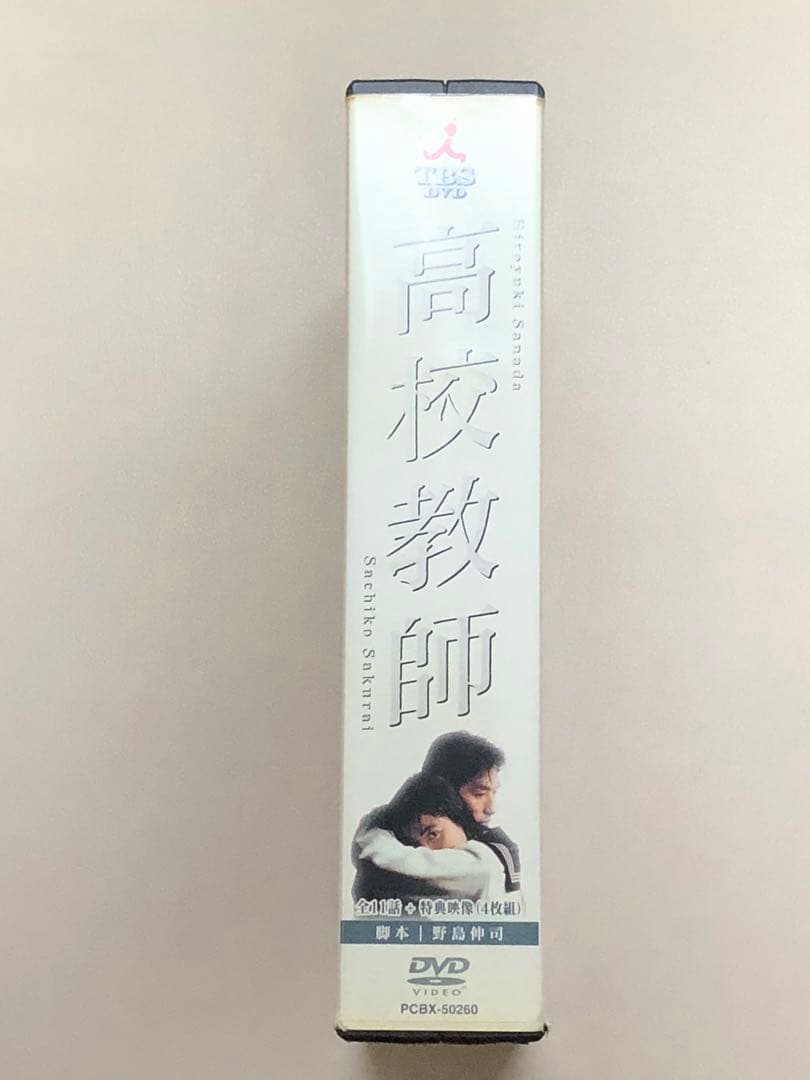 TBS
DVD
高校教師
Hiroyuki Sanada
Sachiko Sakurai
全11話+特典映像(4枚組)
脚本|野島伸司
DVD
VIDEO
PCBX-50260